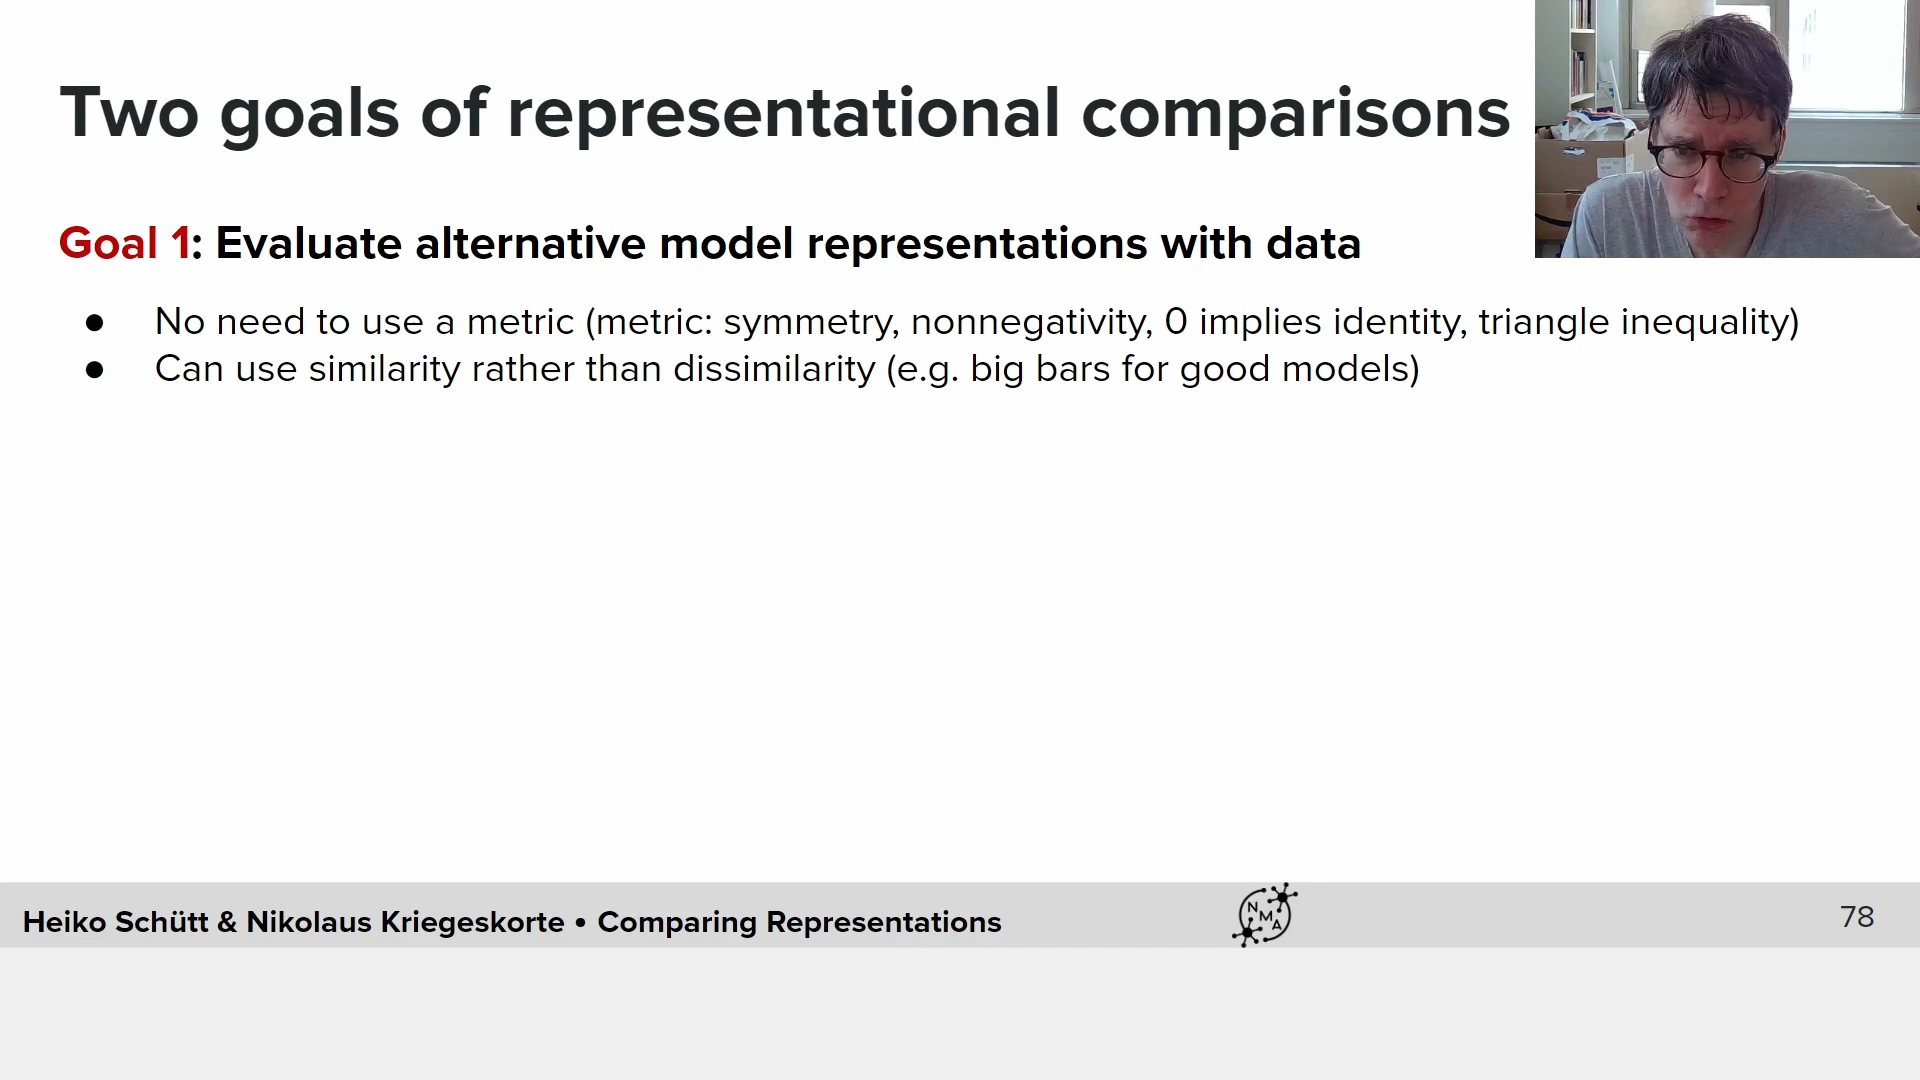 Two goals of representational comparisons
Goal 1: Evaluate alternative model representations with data
● No need to use a metric (metric: symmetry, nonnegativity, 0 implies identity, triangle inequality)
● Can use similarity rather than dissimilarity (e.g. big bars for good models)
Heiko Schütt & Nikolaus Kriegeskorte • Comparing Representations
N M A
78